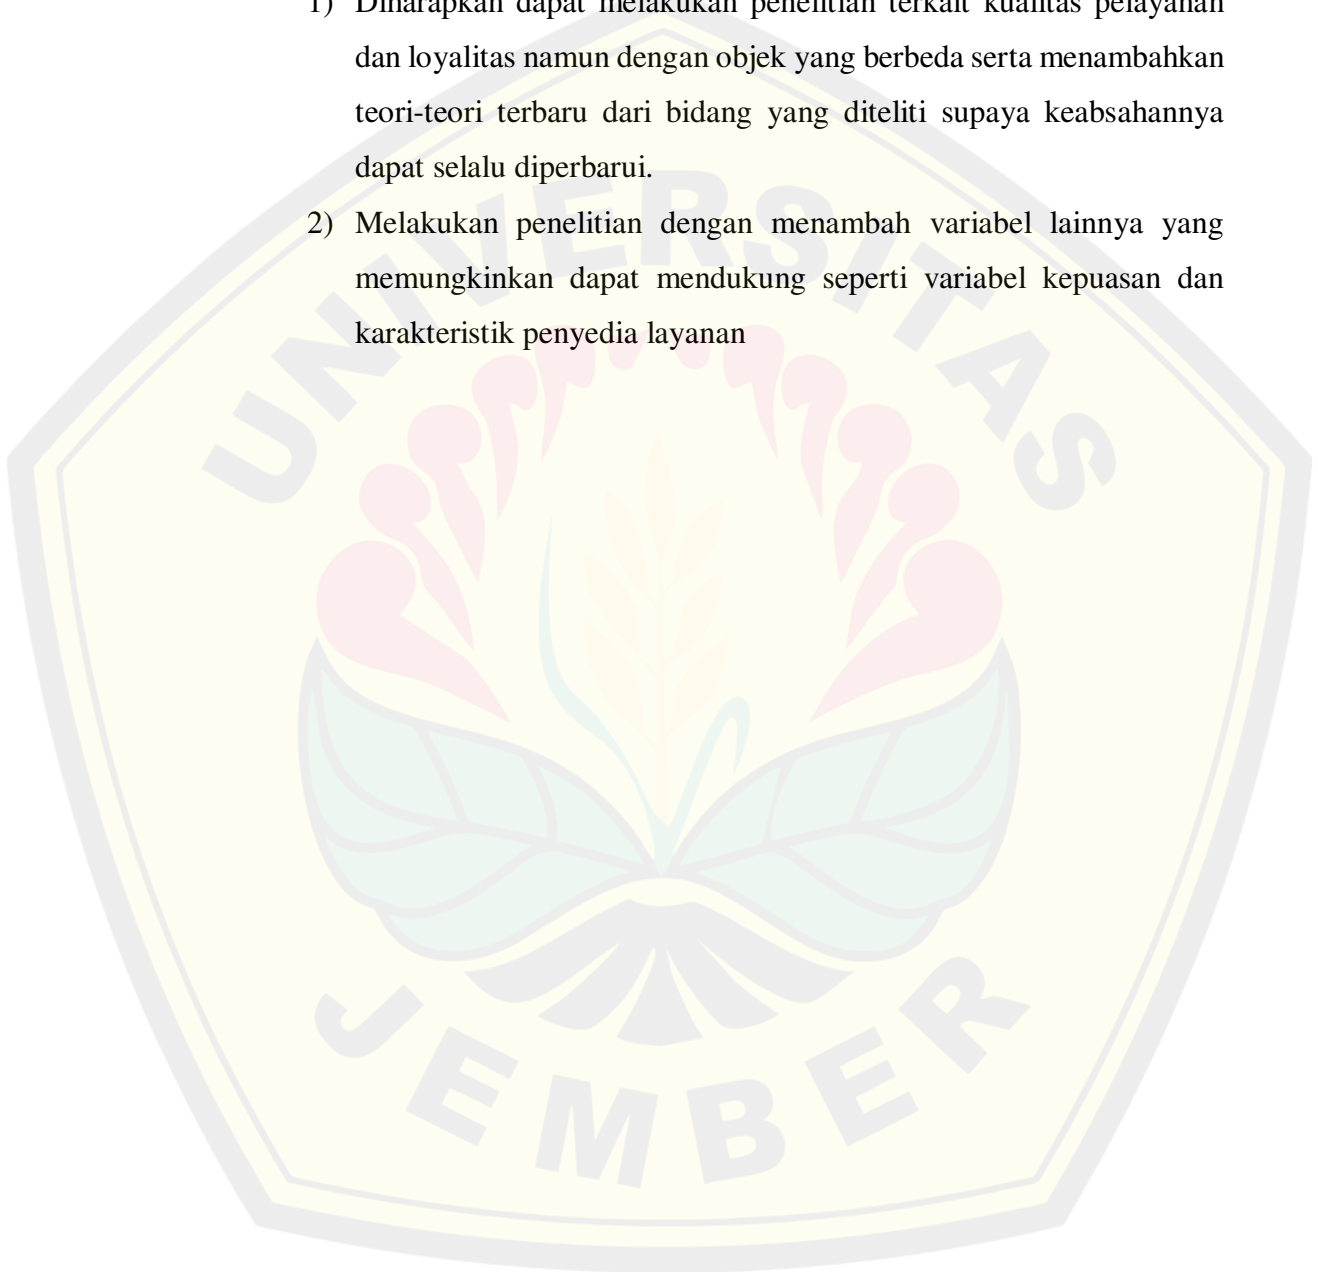 1) Diharapkan dapat melakukan penelitian terkait kualitas pelayanan
dan loyalitas namun dengan objek yang berbeda serta menambahkan
teori-teori terbaru dari bidang yang diteliti supaya keabsahannya
dapat selalu diperbarui.
2) Melakukan penelitian dengan menambah variabel lainnya yang
memungkinkan dapat mendukung seperti variabel kepuasan dan
karakteristik penyedia layanan
UNIVERSITAS
JEMBER